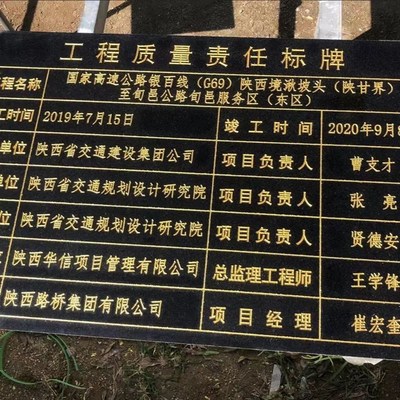 工程质量责任标牌
程名称 国家高速公路银百线（G69）陕西境湫坡头（陕甘界）
至旬邑公路旬邑服务区（东区）
工时间 2019年7月15日 竣工时间 2020年9月8
单位 陕西省交通建设集团公司 项目负责人 曹支才
单位 陕西省交通规划设计研究院 项目负责人 张亮
位 陕西省交通规划设计研究院 项目负责人 贤德安
陕西华信项目管理有限公司 总监理工程师 王学锋
陕西路桥集团有限公司 项目经理 崔宏奎